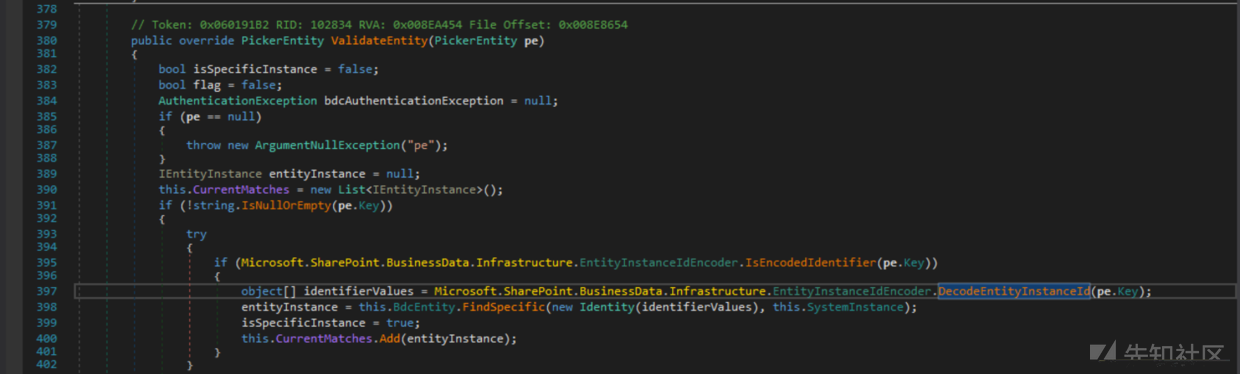 378
379 // Token: 0x060191B2 RID: 102834 RVA: 0x008EA454 File Offset: 0x008E8654
380 public override PickerEntity ValidateEntity(PickerEntity pe)
381 {
382 bool isSpecificInstance = false;
383 bool flag = false;
384 AuthenticationException bdcAuthenticationException = null;
385 if (pe == null)
386 {
387 throw new ArgumentNullException("pe");
388 }
389 IEntityInstance entityInstance = null;
390 this.CurrentMatches = new List<IEntityInstance>();
391 if (!string.IsNullOrEmpty(pe.Key))
392 {
393 try
394 {
395 if (Microsoft.SharePoint.BusinessData.Infrastructure.EntityInstanceIdEncoder.IsEncodedIdentifier(pe.Key))
396 {
397 object[] identifierValues = Microsoft.SharePoint.BusinessData.Infrastructure.EntityInstanceIdEncoder.DecodeEntityInstanceId(pe.Key);
398 entityInstance = this.BdcEntity.FindSpecific(new Identity(identifierValues), this.SystemInstance);
399 isSpecificInstance = true;
400 this.CurrentMatches.Add(entityInstance);
401 }
402 }
先知社区